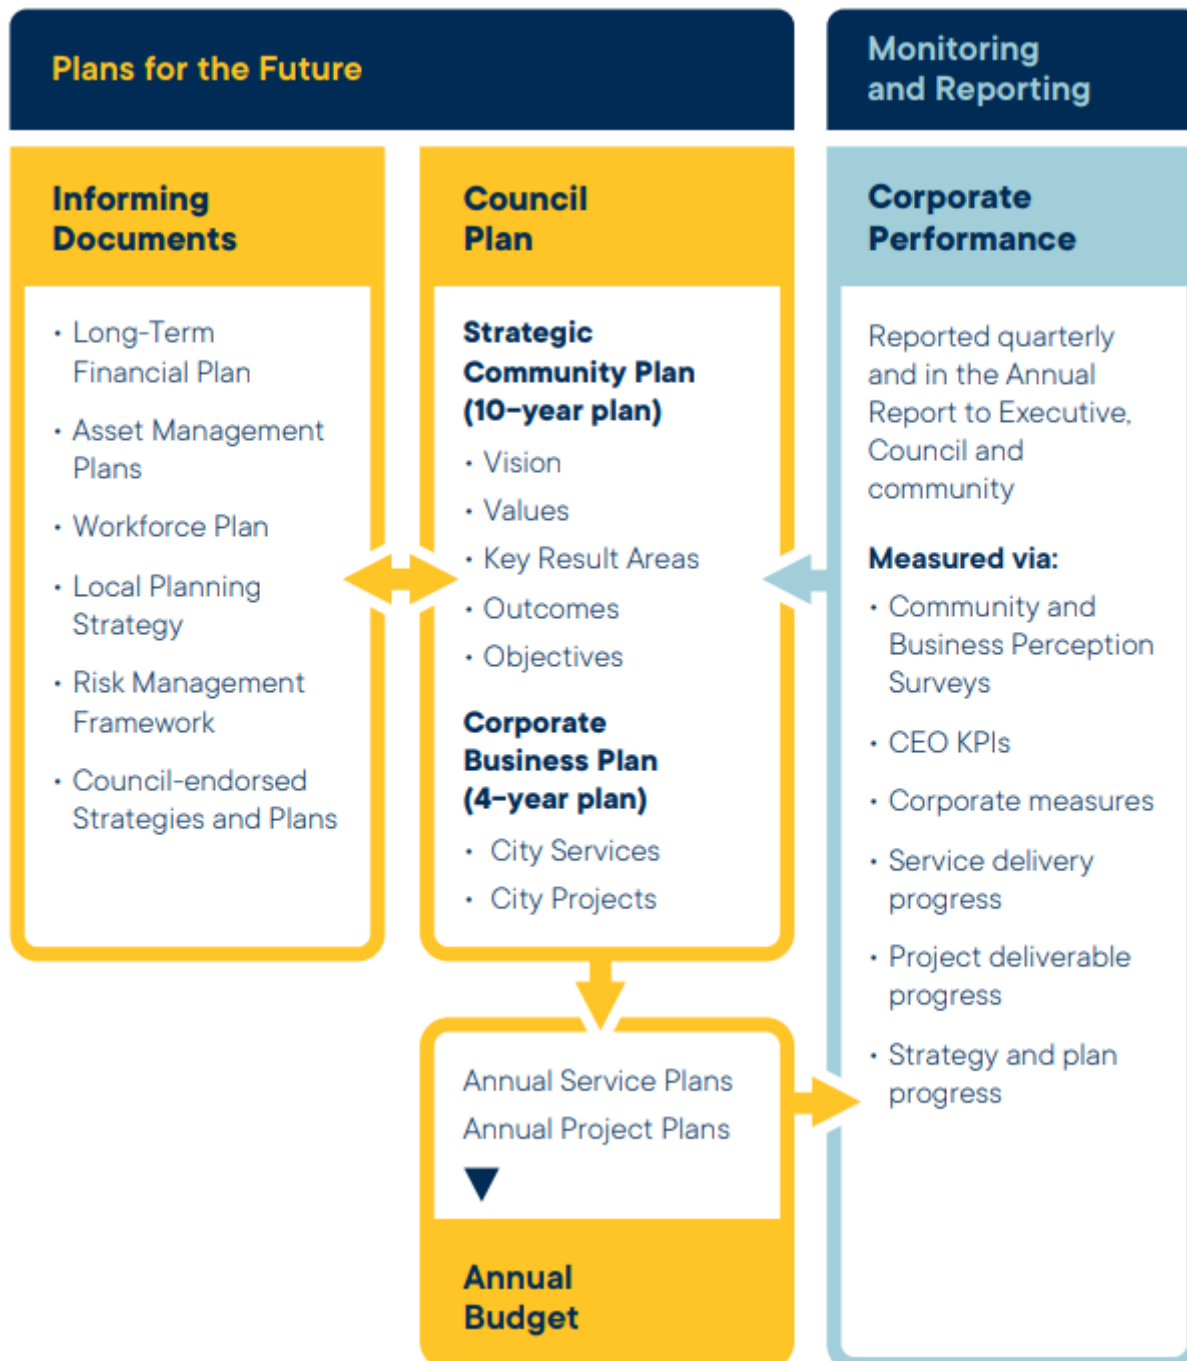 Plans for the Future
Informing
Documents
• Long-Term
Financial Plan
• Asset Management
Plans
• Workforce Plan
• Local Planning
Strategy
• Risk Management
Framework
• Council-endorsed
Strategies and Plans
Council
Plan
Strategic
Community Plan
(10-year plan)
• Vision
• Values
• Key Result Areas
• Outcomes
• Objectives
Corporate
Business Plan
(4-year plan)
• City Services
• City Projects
Annual Service Plans
Annual Project Plans
Annual
Budget
Monitoring
and Reporting
Corporate
Performance
Reported quarterly
and in the Annual
Report to Executive,
Council and
community
Measured via:
• Community and
Business Perception
Surveys
• CEO KPIs
• Corporate measures
• Service delivery
progress
• Project deliverable
progress
• Strategy and plan
progress